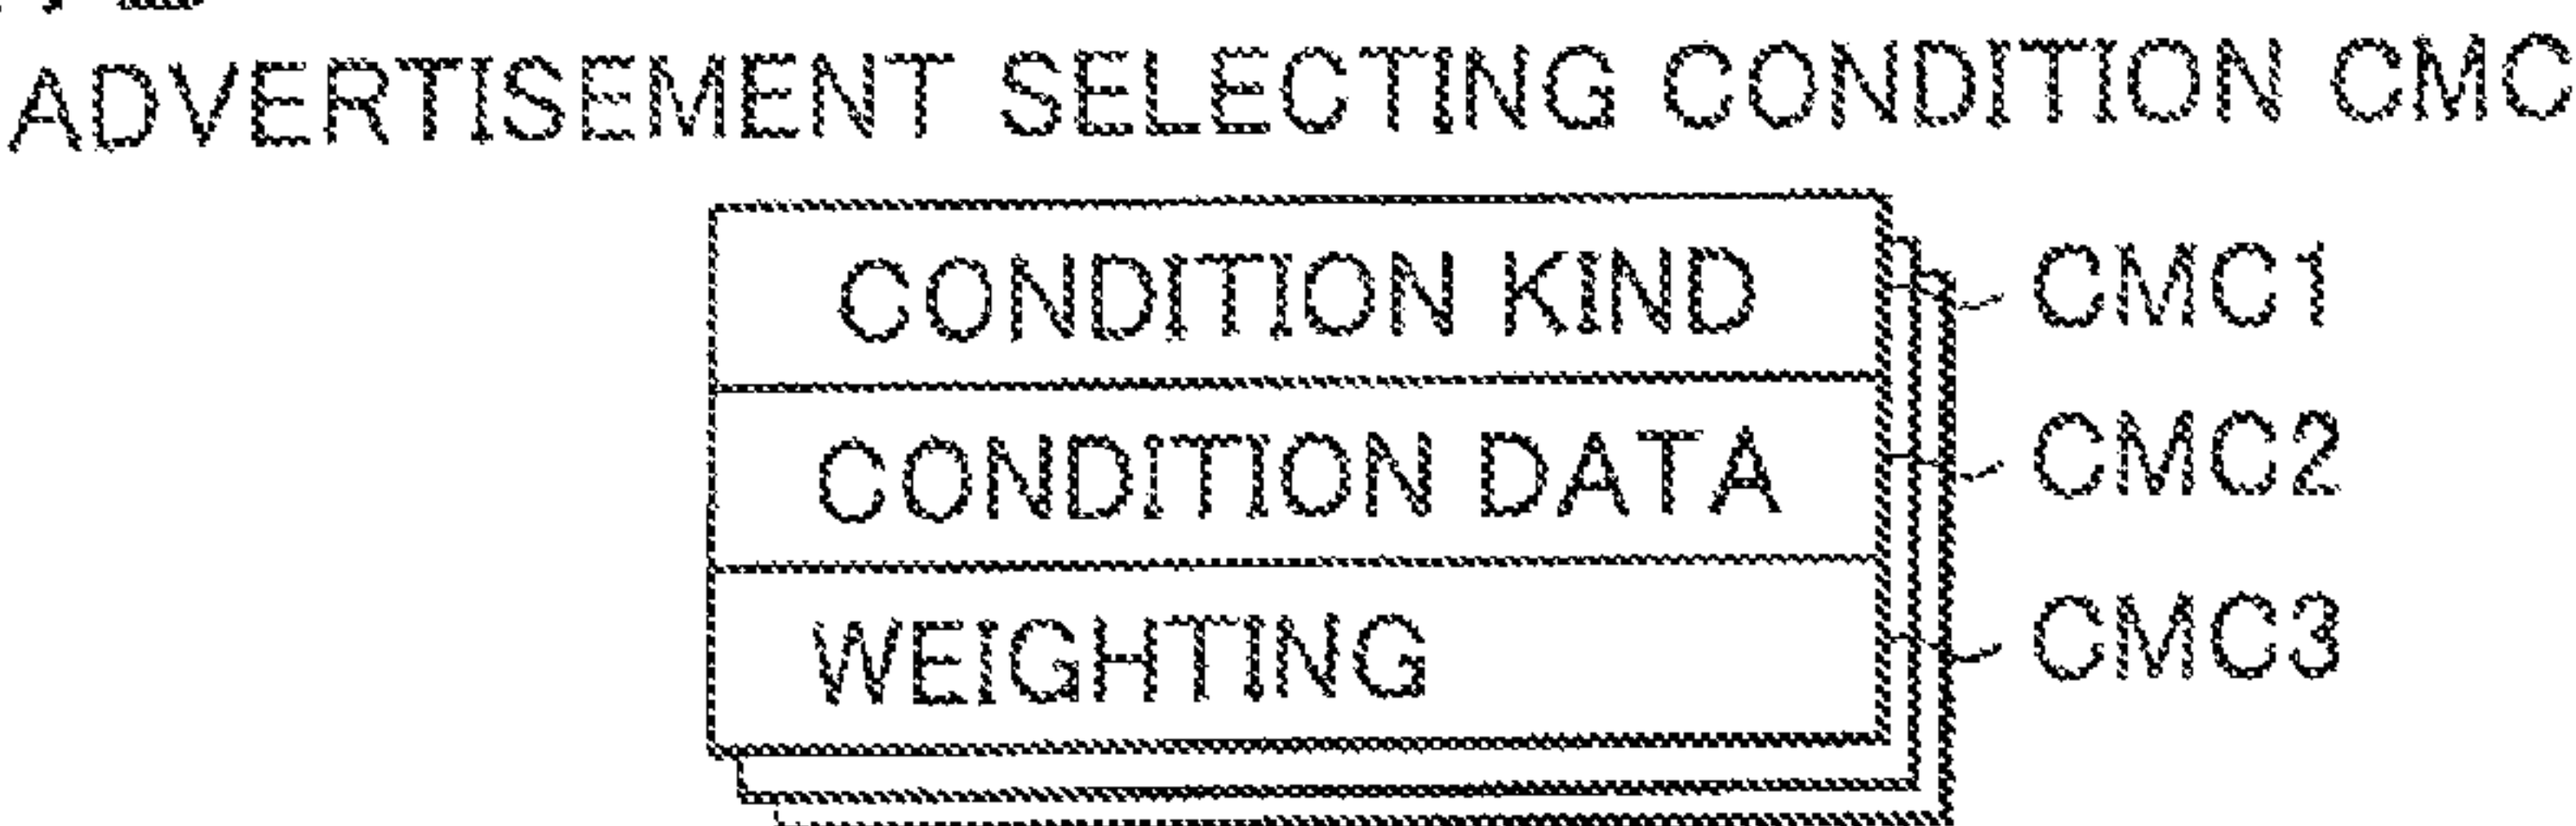 ADVERTISEMENT SELECTING CONDITION CMC
CONDITION KIND CMC1
CONDITION DATA CMC2
WEIGHTING CMC3